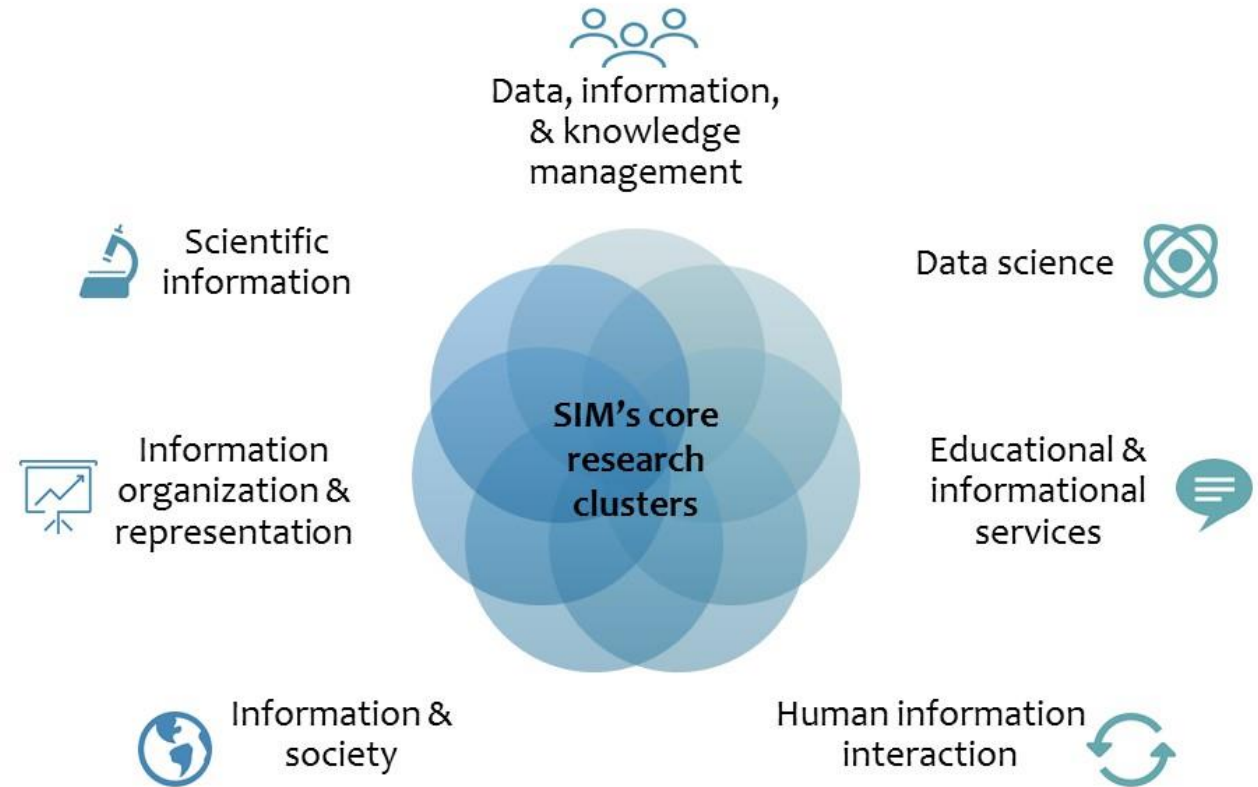 Data, information,
& knowledge
management
Scientific
information
Data science
SIM's core
research
clusters
Information
organization &
representation
Educational &
informational
services
Information &
society
Human information
interaction